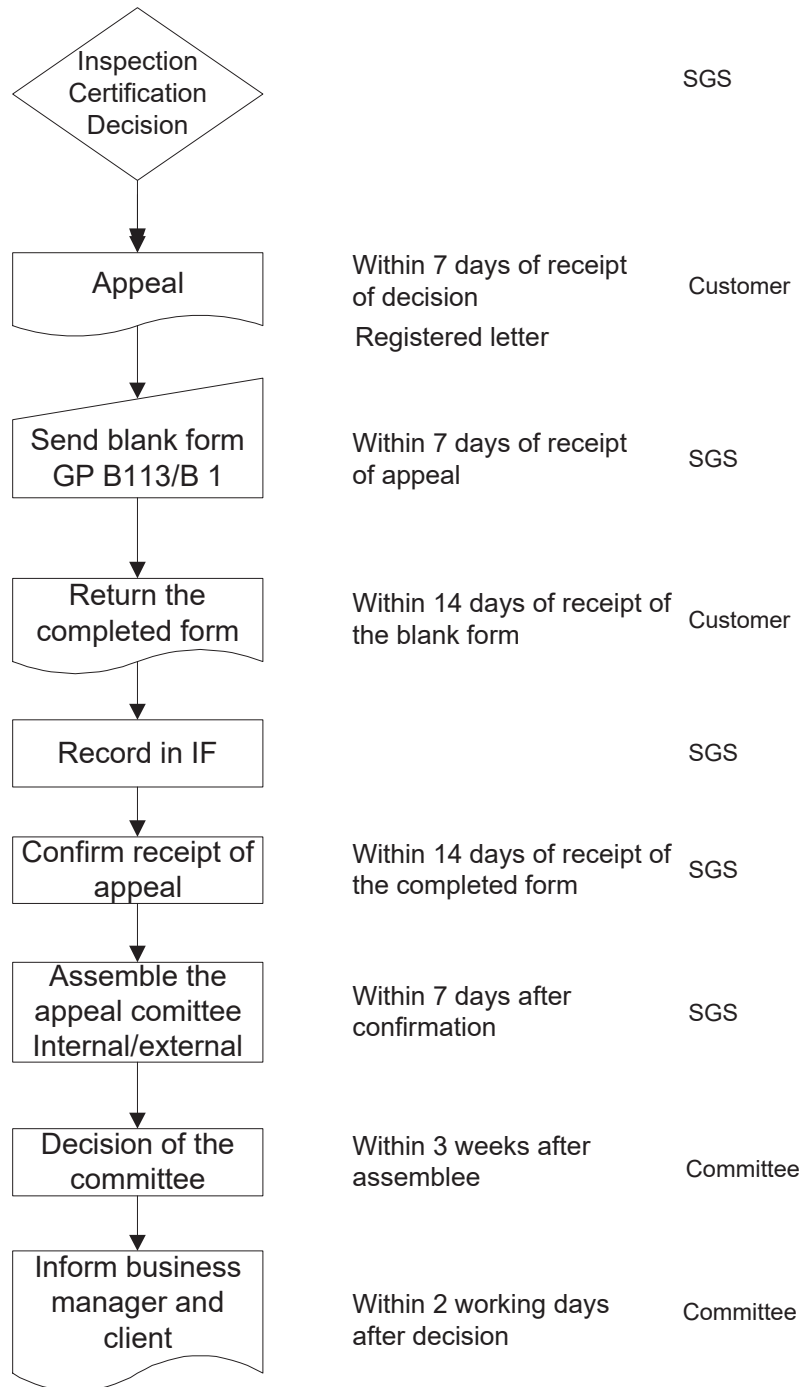 Inspection
Certification
Decision
SGS
Appeal
Within 7 days of receipt
of decision
Registered letter
Customer
Send blank form
GP B113/B 1
Within 7 days of receipt
of appeal
SGS
Return the
completed form
Within 14 days of receipt of
the blank form
Customer
Record in IF
SGS
Confirm receipt of
appeal
Within 14 days of receipt of
the completed form
SGS
Assemble the
appeal comittee
Internal/external
Within 7 days after
confirmation
SGS
Decision of the
committee
Within 3 weeks after
assemblee
Committee
Inform business
manager and
client
Within 2 working days
after decision
Committee